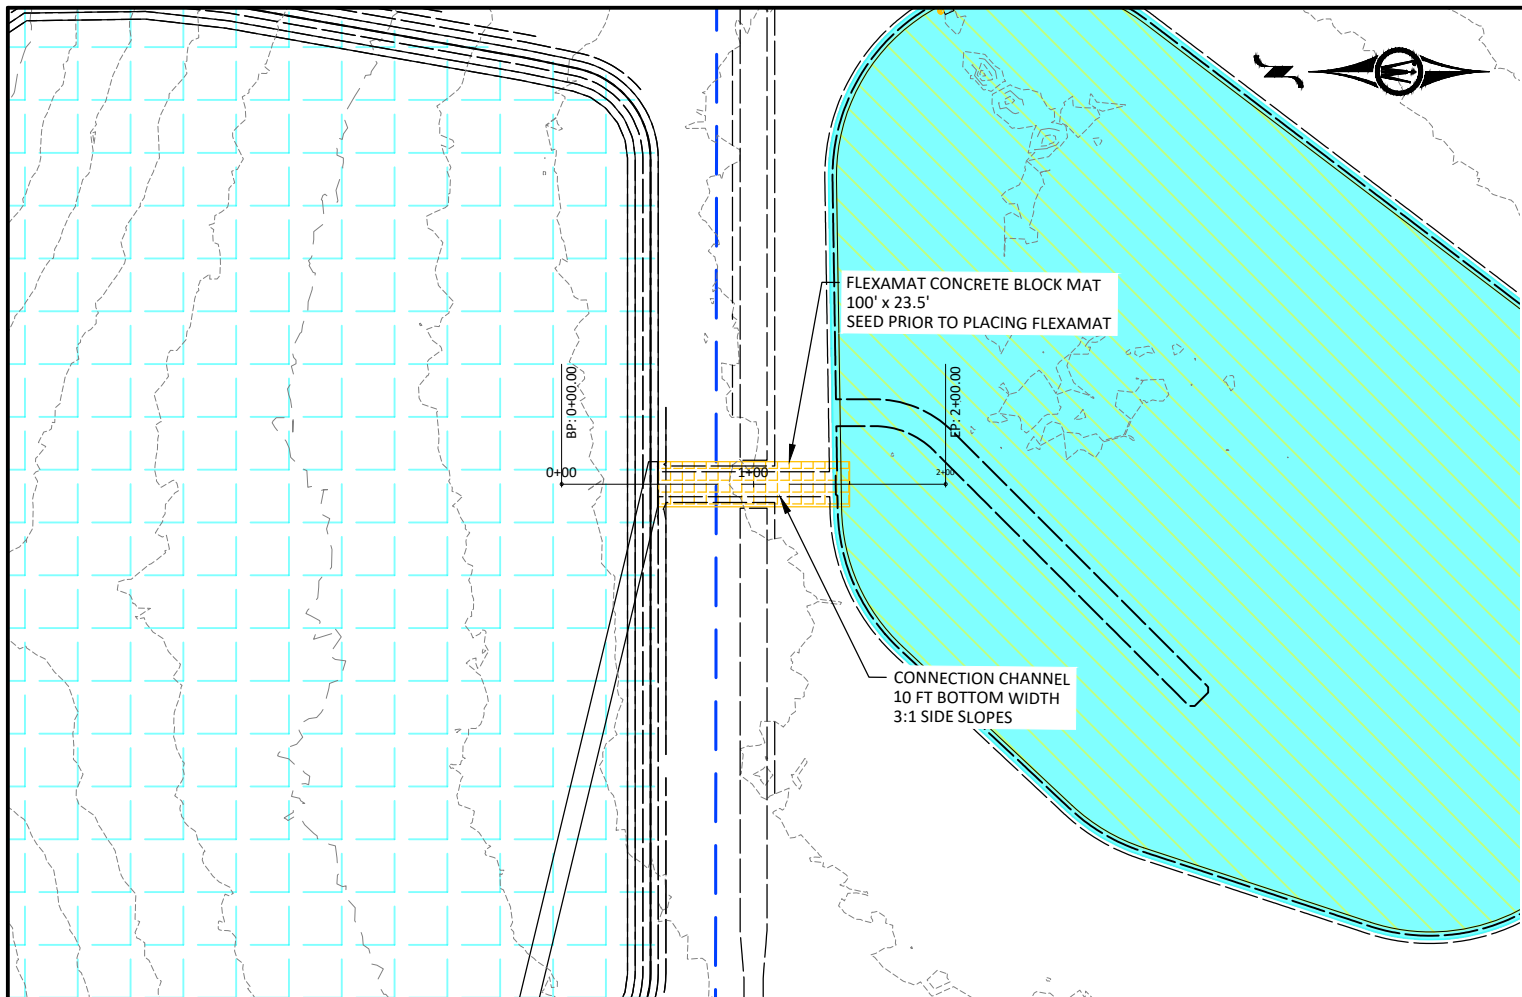 N
FLEXAMAT CONCRETE BLOCK MAT
100' x 23.5'
SEED PRIOR TO PLACING FLEXAMAT
BP: 0+00.00
EP: 2+00.00
0+00
1+00
2+00
CONNECTION CHANNEL
10 FT BOTTOM WIDTH
3:1 SIDE SLOPES